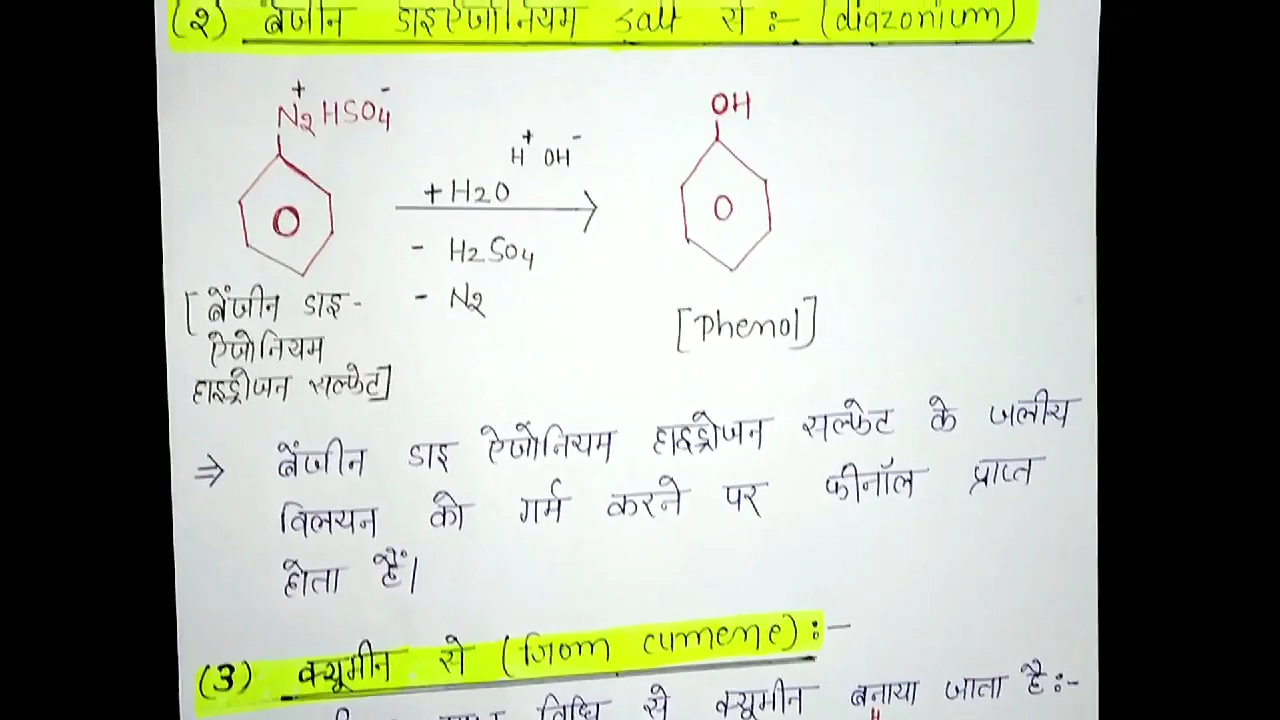 (२) बेंजीन डाइऐजोनियम salt से :- (diazonium)
N2 HSO4
+ -
OH
H+ OH-
+ H2O
- H2SO4
- N2
[बेंजीन डाइ-
ऐजोनियम
हाइड्रोजन सल्फेट]
[Phenol]
⇒ बेंजीन डाइ ऐजोनियम हाइड्रोजन सल्फेट के जलीय
विलयन को गर्म करने पर फीनॉल प्राप्त
होता हैं।
(3) क्यूमीन से (from cumene) :-
विधि से क्यूमीन बनाया जाता है :-